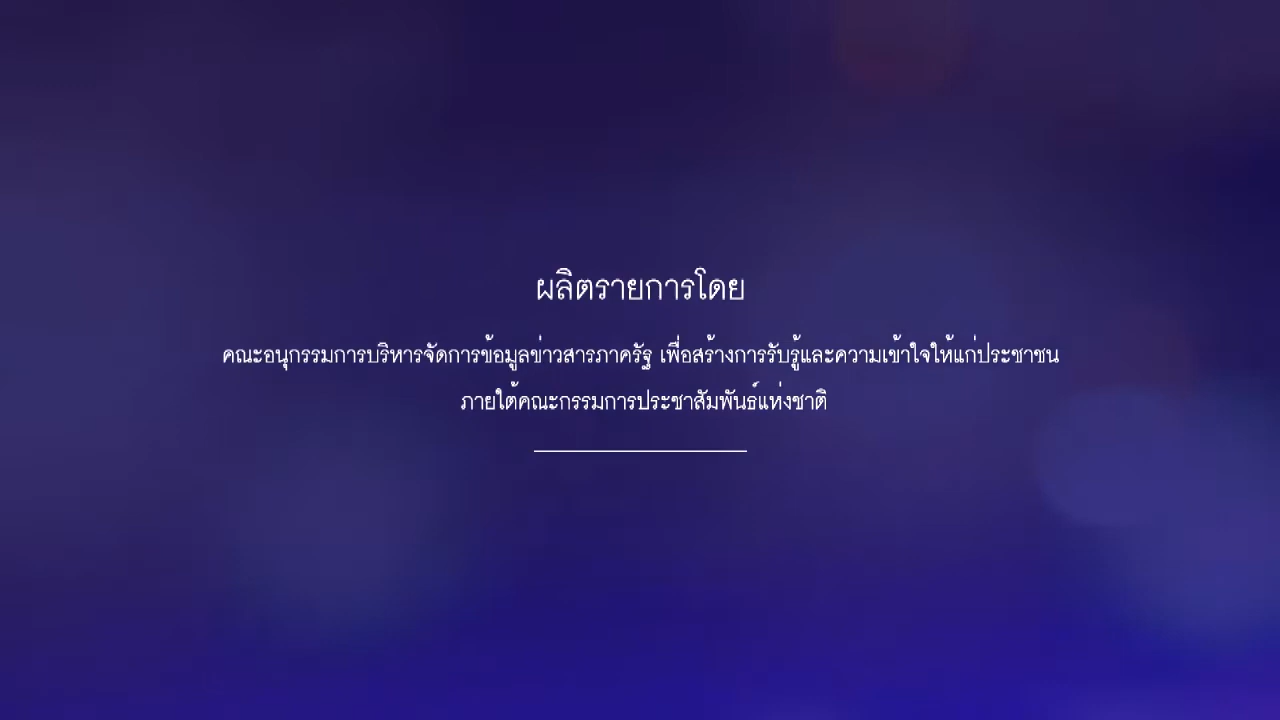 ผลิตรายการโดย
คณะอนุกรรมการบริหารจัดการข้อมูลข่าวสารภาครัฐ เพื่อสร้างการรับรู้และความเข้าใจให้แก่ประชาชน
ภายใต้คณะกรรมการประชาสัมพันธ์แห่งชาติ